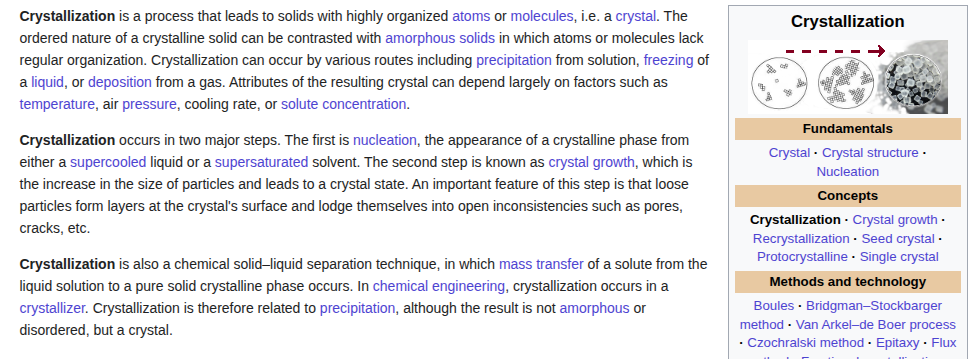 Crystallization is a process that leads to solids with highly organized atoms or molecules, i.e. a crystal. The
ordered nature of a crystalline solid can be contrasted with amorphous solids in which atoms or molecules lack
regular organization. Crystallization can occur by various routes including precipitation from solution, freezing of
a liquid, or deposition from a gas. Attributes of the resulting crystal can depend largely on factors such as
temperature, air pressure, cooling rate, or solute concentration.
Crystallization occurs in two major steps. The first is nucleation, the appearance of a crystalline phase from
either a supercooled liquid or a supersaturated solvent. The second step is known as crystal growth, which is
the increase in the size of particles and leads to a crystal state. An important feature of this step is that loose
particles form layers at the crystal's surface and lodge themselves into open inconsistencies such as pores,
cracks, etc.
Crystallization is also a chemical solid–liquid separation technique, in which mass transfer of a solute from the
liquid solution to a pure solid crystalline phase occurs. In chemical engineering, crystallization occurs in a
crystallizer. Crystallization is therefore related to precipitation, although the result is not amorphous or
disordered, but a crystal.
Crystallization
Fundamentals
Crystal · Crystal structure ·
Nucleation
Concepts
Crystallization · Crystal growth ·
Recrystallization · Seed crystal ·
Protocrystalline · Single crystal
Methods and technology
Boules · Bridgman–Stockbarger
method · Van Arkel–de Boer process
· Czochralski method · Epitaxy · Flux